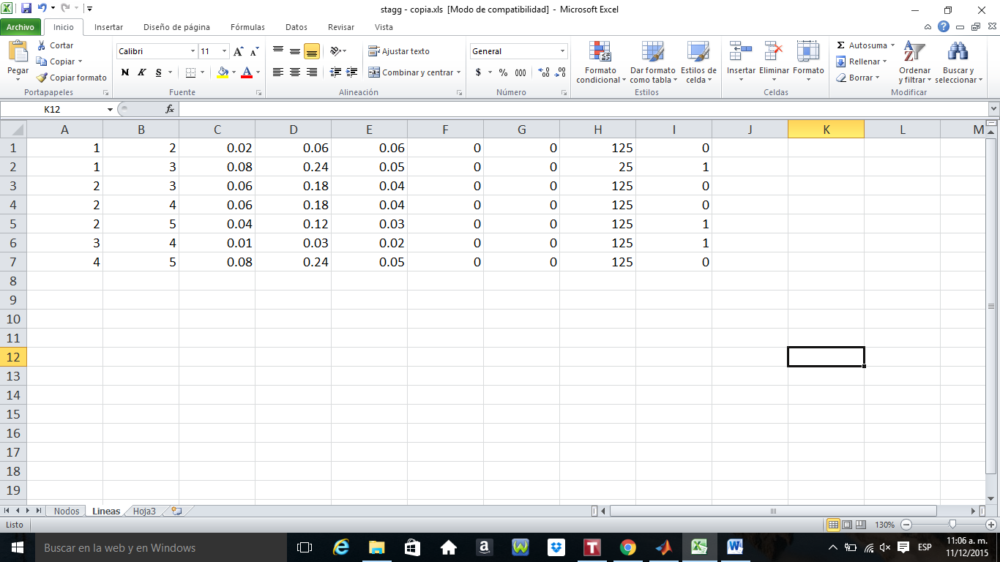 stagg - copia.xls [Modo de compatibilidad] - Microsoft Excel
Archivo Inicio Insertar Diseño de página Fórmulas Datos Revisar Vista
Pegar
Cortar
Copiar
Copiar formato
Portapapeles
Calibri 11
N K S
A A
Fuente
Ajustar texto
Combinar y centrar
Alineación
General
$ % 000
Número
Formato condicional
Dar formato como tabla
Estilos de celda
Estilos
Insertar Eliminar Formato
Celdas
Σ Autosuma
Rellenar
Borrar
Ordenar y filtrar
Buscar y seleccionar
Modificar
K12 fx
A B C D E F G H I J K L M
1 1 2 0.02 0.06 0.06 0 0 125 0
2 1 3 0.08 0.24 0.05 0 0 25 1
3 2 3 0.06 0.18 0.04 0 0 125 0
4 2 4 0.06 0.18 0.04 0 0 125 0
5 2 5 0.04 0.12 0.03 0 0 125 1
6 3 4 0.01 0.03 0.02 0 0 125 1
7 4 5 0.08 0.24 0.05 0 0 125 0
8
9
10
11
12
13
14
15
16
17
18
19
Nodos Lineas Hoja3
Listo 130%
Buscar en la web y en Windows
ESP
11:06 a. m.
11/12/2015